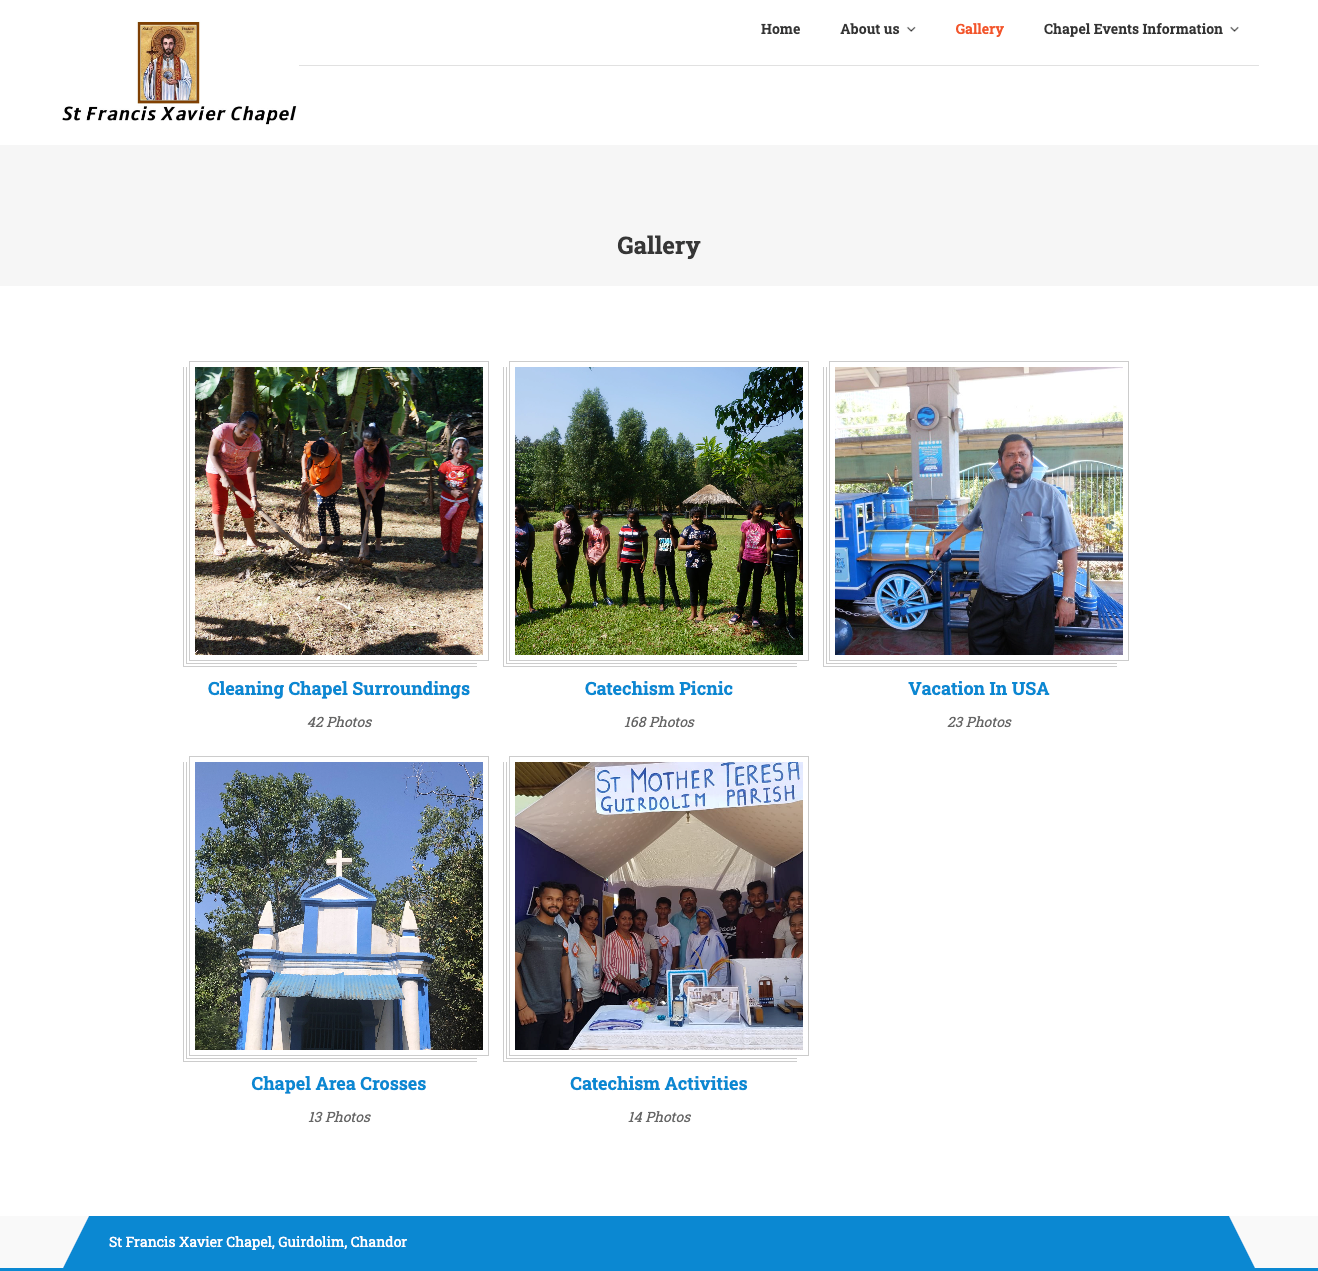 Home
About us
Gallery
Chapel Events Information
St Francis Xavier Chapel
Gallery
Cleaning Chapel Surroundings
42 Photos
Catechism Picnic
168 Photos
Vacation In USA
23 Photos
ST MOTHER TERESA
GUIRDOLIM PARISH
Chapel Area Crosses
13 Photos
Catechism Activities
14 Photos
St Francis Xavier Chapel, Guirdolim, Chandor